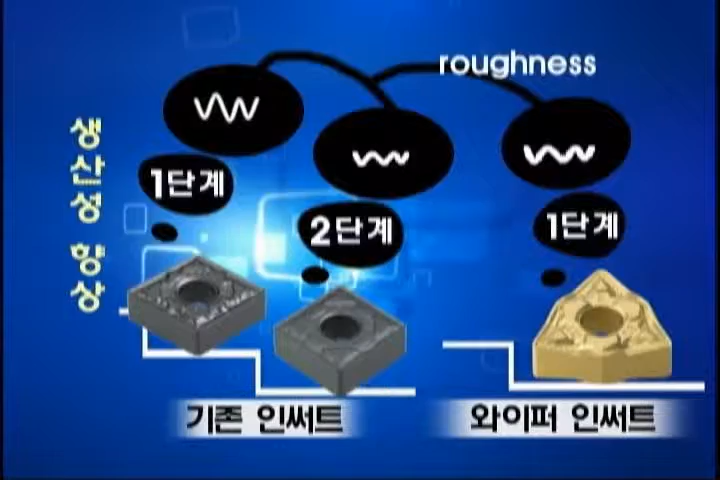 roughness
생산성 향상
1단계
2단계
1단계
기존 인써트
와이퍼 인써트